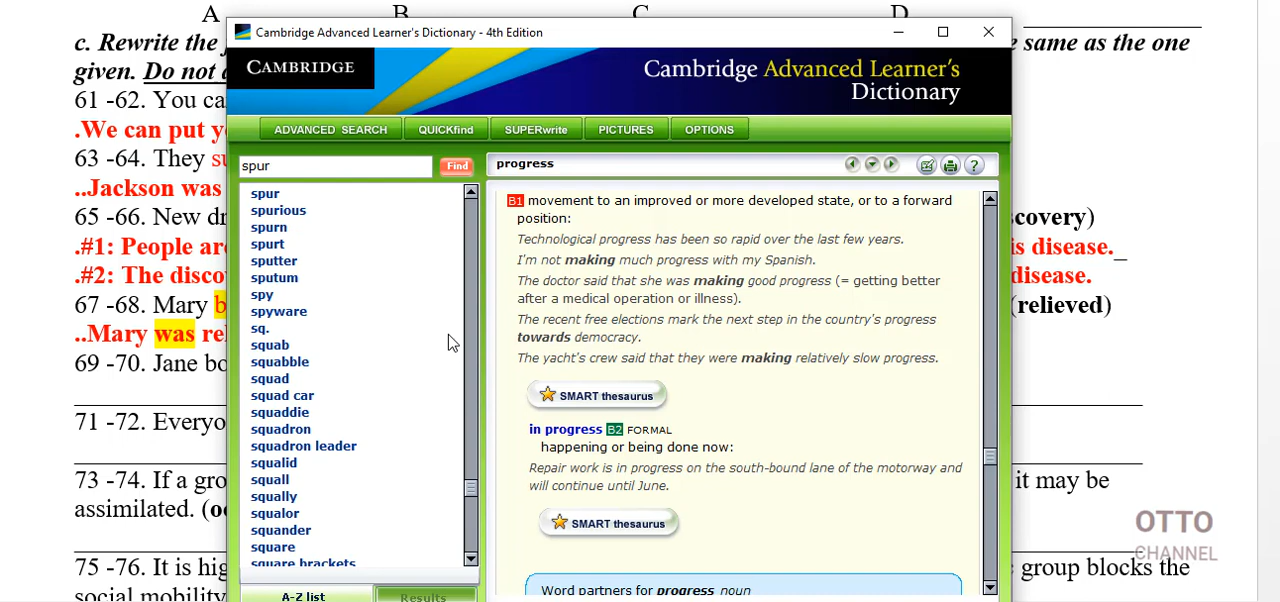 A B C D
c. Rewrite the same as the one
given. Do not
61 -62. You ca
.We can put y
63 -64. They su
..Jackson was
65 -66. New dr covery)
.#1: People are is disease._
.#2: The disco disease.
67 -68. Mary b (relieved)
..Mary was rel
69 -70. Jane bo
71 -72. Everyo
73 -74. If a gro it may be
assimilated. (oc
75 -76. It is hig group blocks the
social mobility
Cambridge Advanced Learner's Dictionary - 4th Edition
CAMBRIDGE
Cambridge Advanced Learner's
Dictionary
ADVANCED SEARCH QUICKfind SUPERwrite PICTURES OPTIONS
spur Find
spur
spurious
spurn
spurt
sputter
sputum
spy
spyware
sq.
squab
squabble
squad
squad car
squaddie
squadron
squadron leader
squalid
squall
squally
squalor
squander
square
square brackets
A-Z list Results
progress
B1 movement to an improved or more developed state, or to a forward
position:
Technological progress has been so rapid over the last few years.
I'm not making much progress with my Spanish.
The doctor said that she was making good progress (= getting better
after a medical operation or illness).
The recent free elections mark the next step in the country's progress
towards democracy.
The yacht's crew said that they were making relatively slow progress.
SMART thesaurus
in progress B2 FORMAL
happening or being done now:
Repair work is in progress on the south-bound lane of the motorway and
will continue until June.
SMART thesaurus
Word partners for progress noun
OTTO
CHANNEL